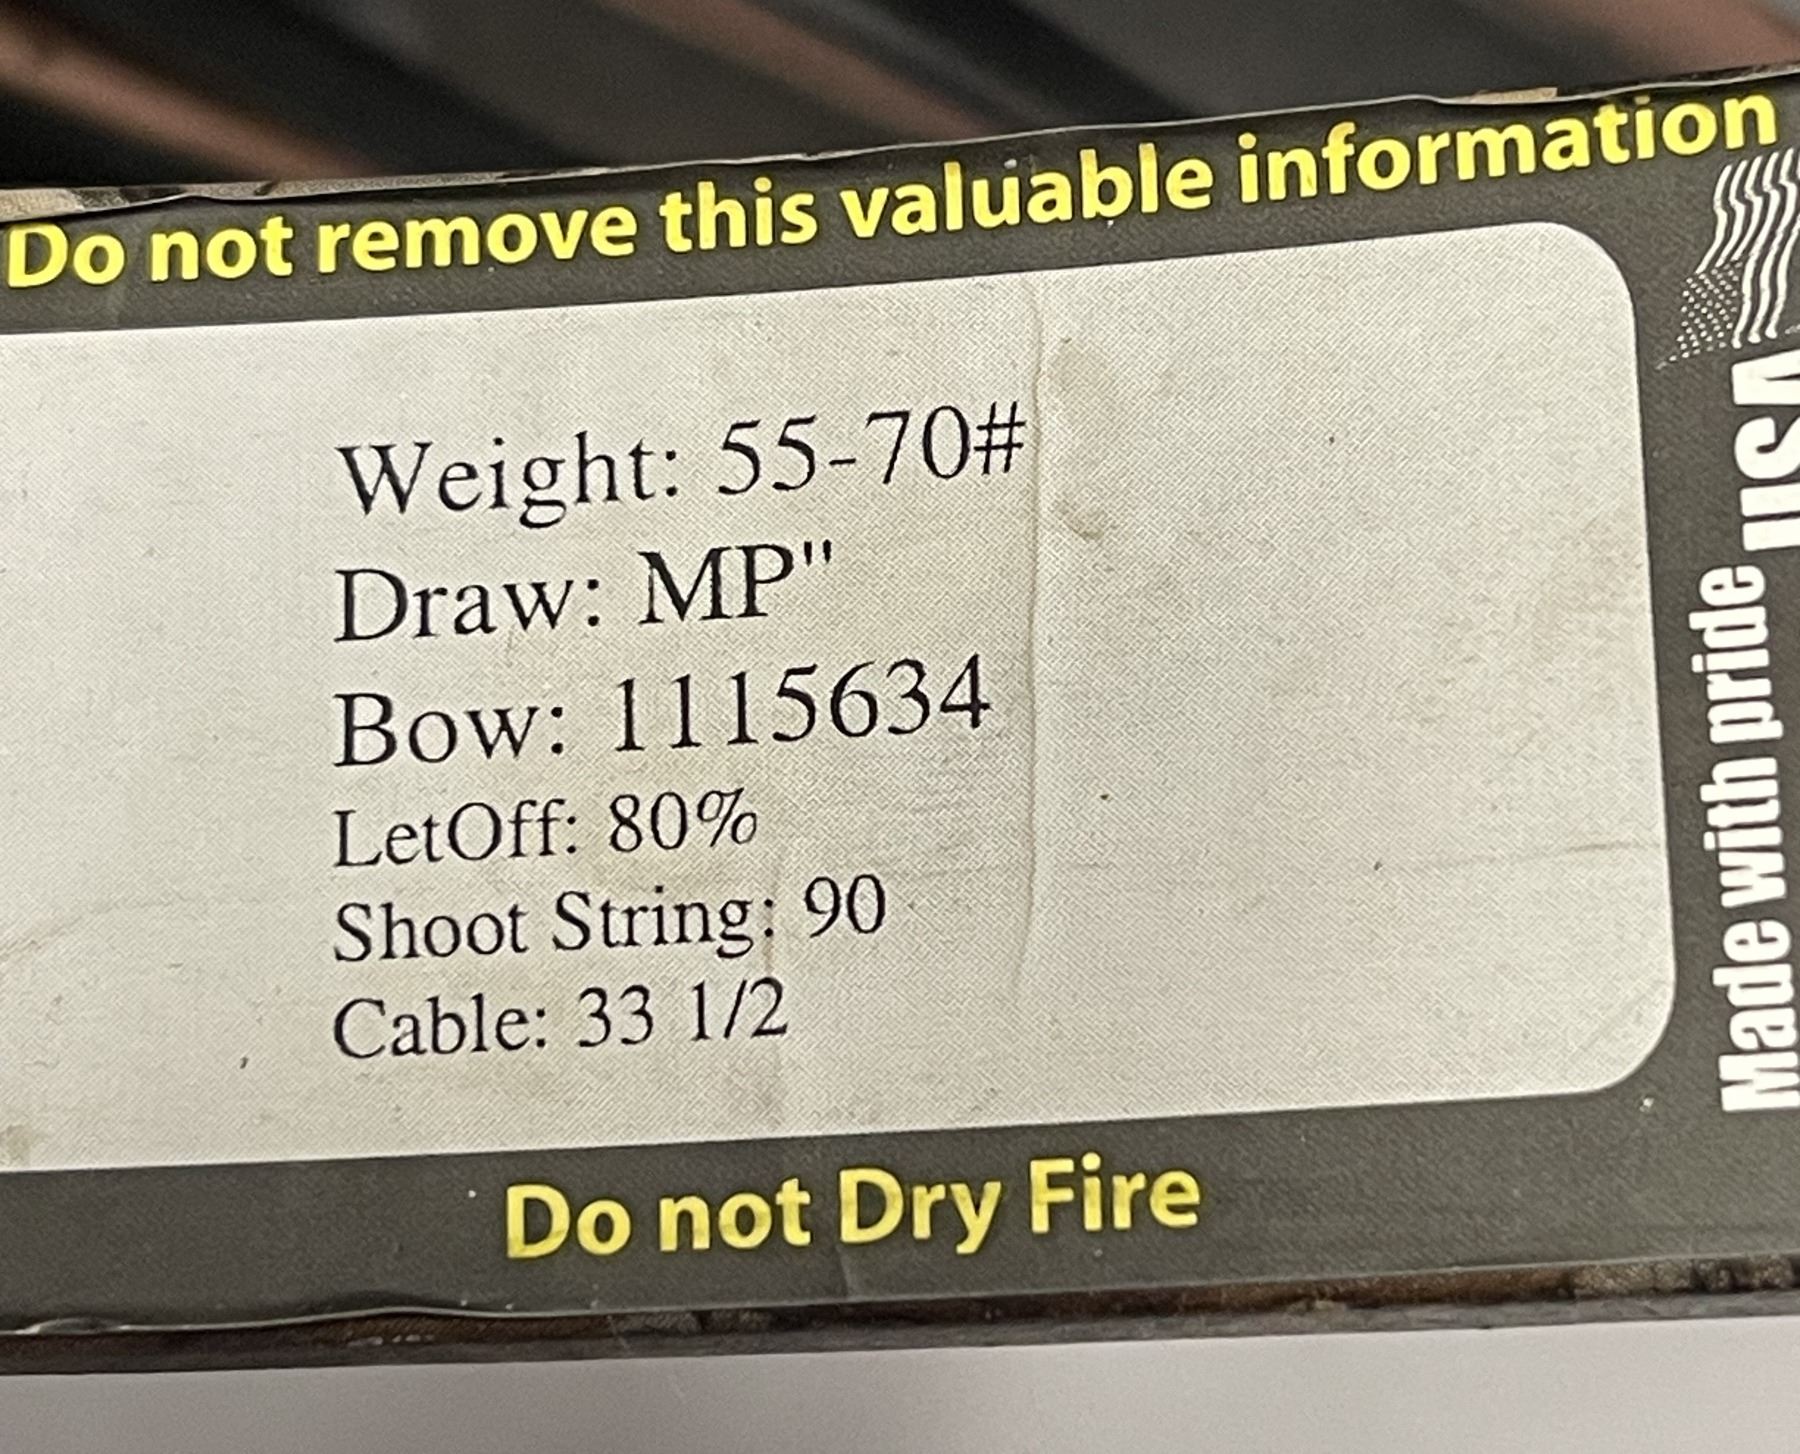 Do not remove this valuable information
Weight: 55-70#
Draw: MP"
Bow: 1115634
LetOff: 80%
Shoot String: 90
Cable: 33 1/2
Do not Dry Fire
Made with pride USA